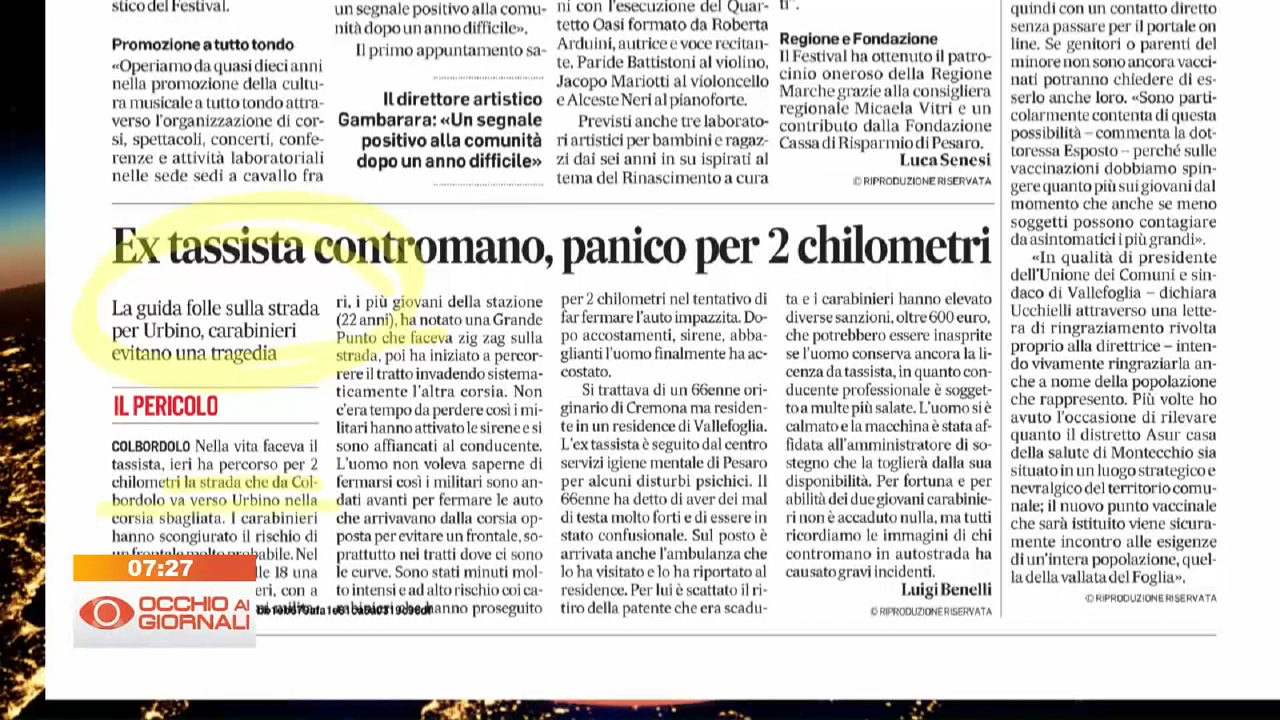 stico del Festival.
Promozione a tutto tondo
«Operiamo da quasi dieci anni
nella promozione della cultu-
ra musicale a tutto tondo attra-
verso l'organizzazione di cor-
si, spettacoli, concerti, confe-
renze e attività laboratoriali
nelle sede sedi a cavallo fra
un segnale positivo alla comu-
nità dopo un anno difficile»,
Il primo appuntamento sa-
Il direttore artistico
Gambarara: «Un segnale
positivo alla comunità
dopo un anno difficile»
ni con l'esecuzione del Quar-
tetto Oasi formato da Roberta
Arduini, autrice e voce recitan-
te, Paride Battistoni al violino,
Jacopo Mariotti al violoncello
e Alceste Neri al pianoforte.
Previsti anche tre laborato-
ri artistici per bambini e ragaz-
zi dai sei anni in su ispirati al
tema del Rinascimento a cura
ti".
Regione e Fondazione
Il Festival ha ottenuto il patro-
cinio oneroso della Regione
Marche grazie alla consigliera
regionale Micaela Vitri e un
contributo dalla Fondazione
Cassa di Risparmio di Pesaro.
Luca Senesi
© RIPRODUZIONE RISERVATA
quindi con un contatto diretto
senza passare per il portale on
line. Se genitori o parenti del
minore non sono ancora vacci-
nati potranno chiedere di es-
serlo anche loro. «Sono parti-
colarmente contenta di questa
possibilità – commenta la dot-
toressa Esposto – perché sulle
vaccinazioni dobbiamo spin-
gere quanto più sui giovani dal
momento che anche se meno
soggetti possono contagiare
da asintomatici i più grandi».
«In qualità di presidente
dell'Unione dei Comuni e sin-
daco di Vallefoglia – dichiara
Ucchielli attraverso una lette-
ra di ringraziamento rivolta
proprio alla direttrice – inten-
do vivamente ringraziarla an-
che a nome della popolazione
che rappresento. Più volte ho
avuto l'occasione di rilevare
quanto il distretto Asur casa
della salute di Montecchio sia
situato in un luogo strategico e
nevralgico del territorio comu-
nale; il nuovo punto vaccinale
che sarà istituito viene sicura-
mente incontro alle esigenze
di un'intera popolazione, quel-
la della vallata del Foglia»,
© RIPRODUZIONE RISERVATA
Ex tassista contromano, panico per 2 chilometri
La guida folle sulla strada
per Urbino, carabinieri
evitano una tragedia
IL PERICOLO
COLBORDOLO Nella vita faceva il
tassista, ieri ha percorso per 2
chilometri la strada che da Col-
bordolo va verso Urbino nella
corsia sbagliata. I carabinieri
hanno scongiurato il rischio di
un frontale molto probabile. Nel
lle 18 una
eri, con a
ri, i più giovani della stazione
(22 anni), ha notato una Grande
Punto che faceva zig zag sulla
strada, poi ha iniziato a percor-
rere il tratto invadendo sistema-
ticamente l'altra corsia. Non
c'era tempo da perdere così i mi-
litari hanno attivato le sirene e si
sono affiancati al conducente.
L'uomo non voleva saperne di
fermarsi così i militari sono an-
dati avanti per fermare le auto
che arrivavano dalla corsia op-
posta per evitare un frontale, so-
prattutto nei tratti dove ci sono
le curve. Sono stati minuti mol-
to intensi e ad alto rischio coi ca-
hanno proseguito
per 2 chilometri nel tentativo di
far fermare l'auto impazzita. Do-
po accostamenti, sirene, abba-
glianti l'uomo finalmente ha ac-
costato.
Si trattava di un 66enne ori-
ginario di Cremona ma residen-
te in un residence di Vallefoglia.
L'ex tassista è seguito dal centro
servizi igiene mentale di Pesaro
per alcuni disturbi psichici. Il
66enne ha detto di aver dei mal
di testa molto forti e di essere in
stato confusionale. Sul posto è
arrivata anche l'ambulanza che
lo ha visitato e lo ha riportato al
residence. Per lui è scattato il ri-
tiro della patente che era scadu-
ta e i carabinieri hanno elevato
diverse sanzioni, oltre 600 euro,
che potrebbero essere inasprite
se l'uomo conserva ancora la li-
cenza da tassista, in quanto con-
ducente professionale è sogget-
to a multe più salate. L'uomo si è
calmato e la macchina è stata af-
fidata all'amministratore di so-
stegno che la toglierà dalla sua
disponibilità. Per fortuna e per
abilità dei due giovani carabinie-
ri non è accaduto nulla, ma tutti
ricordiamo le immagini di chi
contromano in autostrada ha
causato gravi incidenti.
Luigi Benelli
© RIPRODUZIONE RISERVATA
07:27
OCCHIO AI
GIORNALI